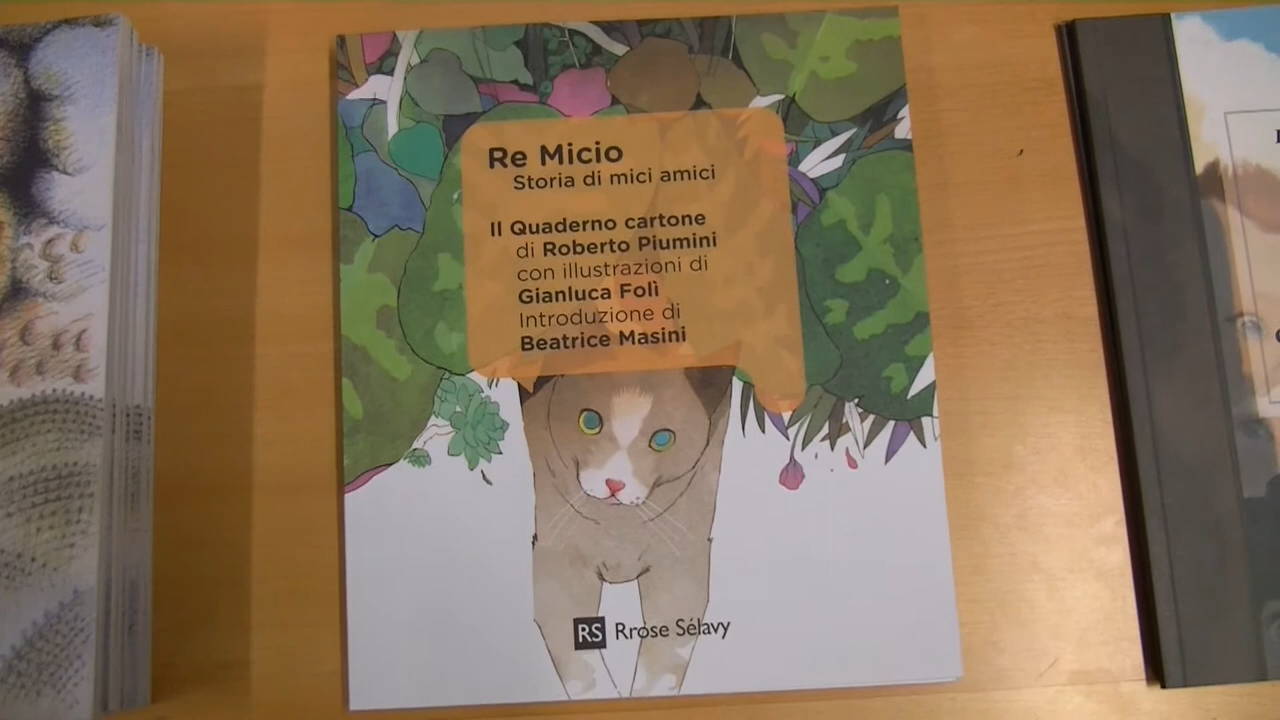 Re Micio
Storia di mici amici
Il Quaderno cartone
di Roberto Piumini
con illustrazioni di
Gianluca Folì
Introduzione di
Beatrice Masini
RS Rrose Sélavy